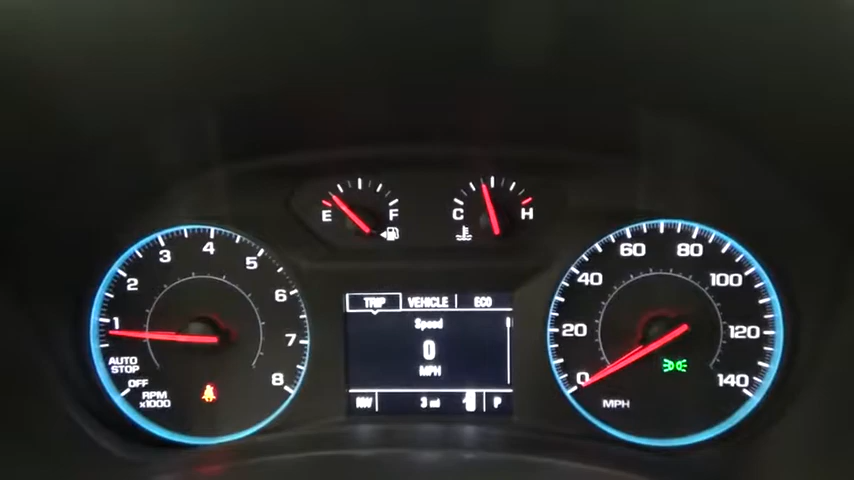 E F
C H
1 2 3 4 5 6 7 8
AUTO
STOP
OFF
RPM
x1000
TRIP VEHICLE ECO
Speed
0
MPH
NW 3 mi P
0 20 40 60 80 100 120 140
MPH